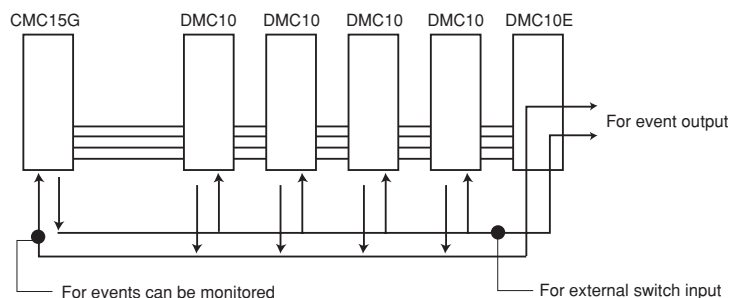 CMC15G DMC10 DMC10 DMC10 DMC10 DMC10E
For event output
For events can be monitored
For external switch input